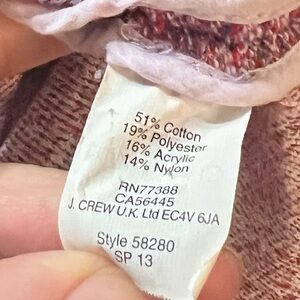 51% Cotton
19% Polyester
16% Acrylic
14% Nylon
RN77388
CA56445
J. CREW U.K. Ltd EC4V 6JA
Style 58280
SP 13